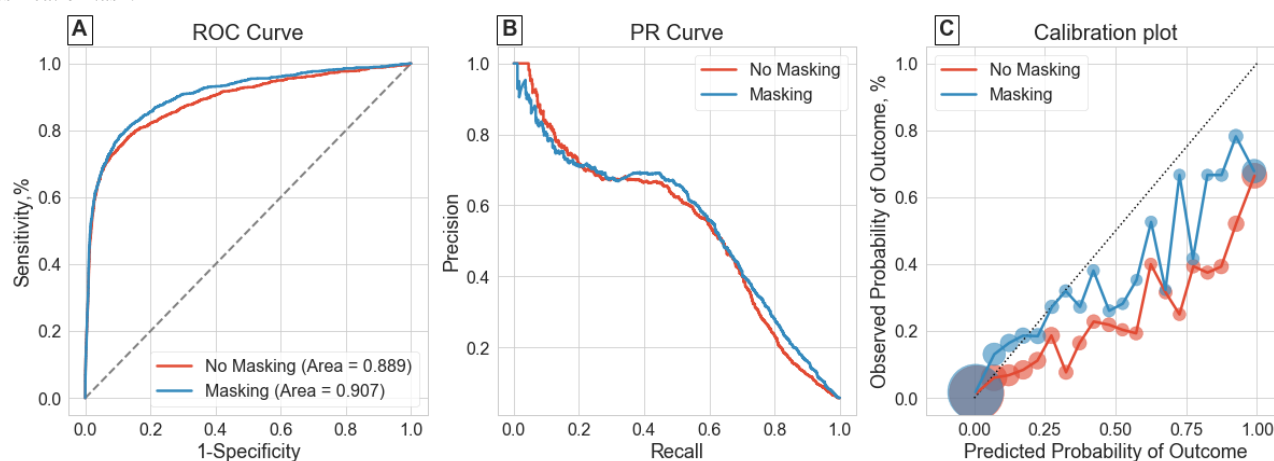 A
ROC Curve
Sensitivity,%
1.0
0.8
0.6
0.4
0.2
0.0
No Masking (Area = 0.889)
Masking (Area = 0.907)
0.0 0.2 0.4 0.6 0.8 1.0
1-Specificity
B
PR Curve
No Masking
Masking
Precision
1.0
0.8
0.6
0.4
0.2
0.0 0.2 0.4 0.6 0.8 1.0
Recall
C
Calibration plot
No Masking
Masking
Observed Probability of Outcome, %
1.0
0.8
0.6
0.4
0.2
0.0
0.00 0.25 0.50 0.75 1.00
Predicted Probability of Outcome